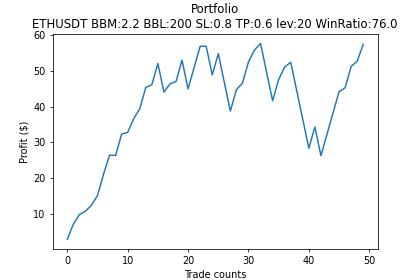 Portfolio
ETHUSDT BBM:2.2 BBL:200 SL:0.8 TP:0.6 lev:20 WinRatio:76.0
60
50
40
30
20
10
Profit ($)
0 10 20 30 40 50
Trade counts